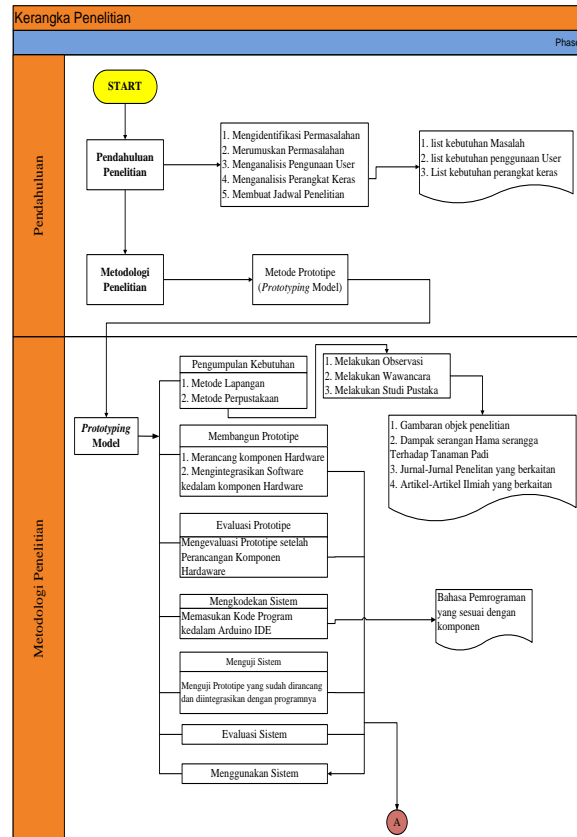 Kerangka Penelitian
Phase
Pendahuluan
START
Pendahuluan
Penelitian
1. Mengidentifikasi Permasalahan
2. Merumuskan Permasalahan
3. Menganalisis Pengunaan User
4. Menganalisis Perangkat Keras
5. Membuat Jadwal Penelitian
1. list kebutuhan Masalah
2. list kebutuhan penggunaan User
3. List kebutuhan perangkat keras
Metodologi
Penelitian
Metode Prototipe
(Prototyping Model)
Metodologi Penelitian
Prototyping
Model
Pengumpulan Kebutuhan
1. Metode Lapangan
2. Metode Perpustakaan
1. Melakukan Observasi
2. Melakukan Wawancara
3. Melakukan Studi Pustaka
1. Gambaran objek penelitian
2. Dampak serangan Hama serangga
Terhadap Tanaman Padi
3. Jurnal-Jurnal Penelitan yang berkaitan
4. Artikel-Artikel Ilmiah yang berkaitan
Membangun Prototipe
1. Merancang komponen Hardware
2. Mengintegrasikan Software
kedalam komponen Hardware
Evaluasi Prototipe
Mengevaluasi Prototipe setelah
Perancangan Komponen
Hardaware
Mengkodekan Sistem
Memasukan Kode Program
kedalam Arduino IDE
Bahasa Pemrograman
yang sesuai dengan
komponen
Menguji Sistem
Menguji Prototipe yang sudah dirancang
dan diintegrasikan dengan programnya
Evaluasi Sistem
Menggunakan Sistem
A